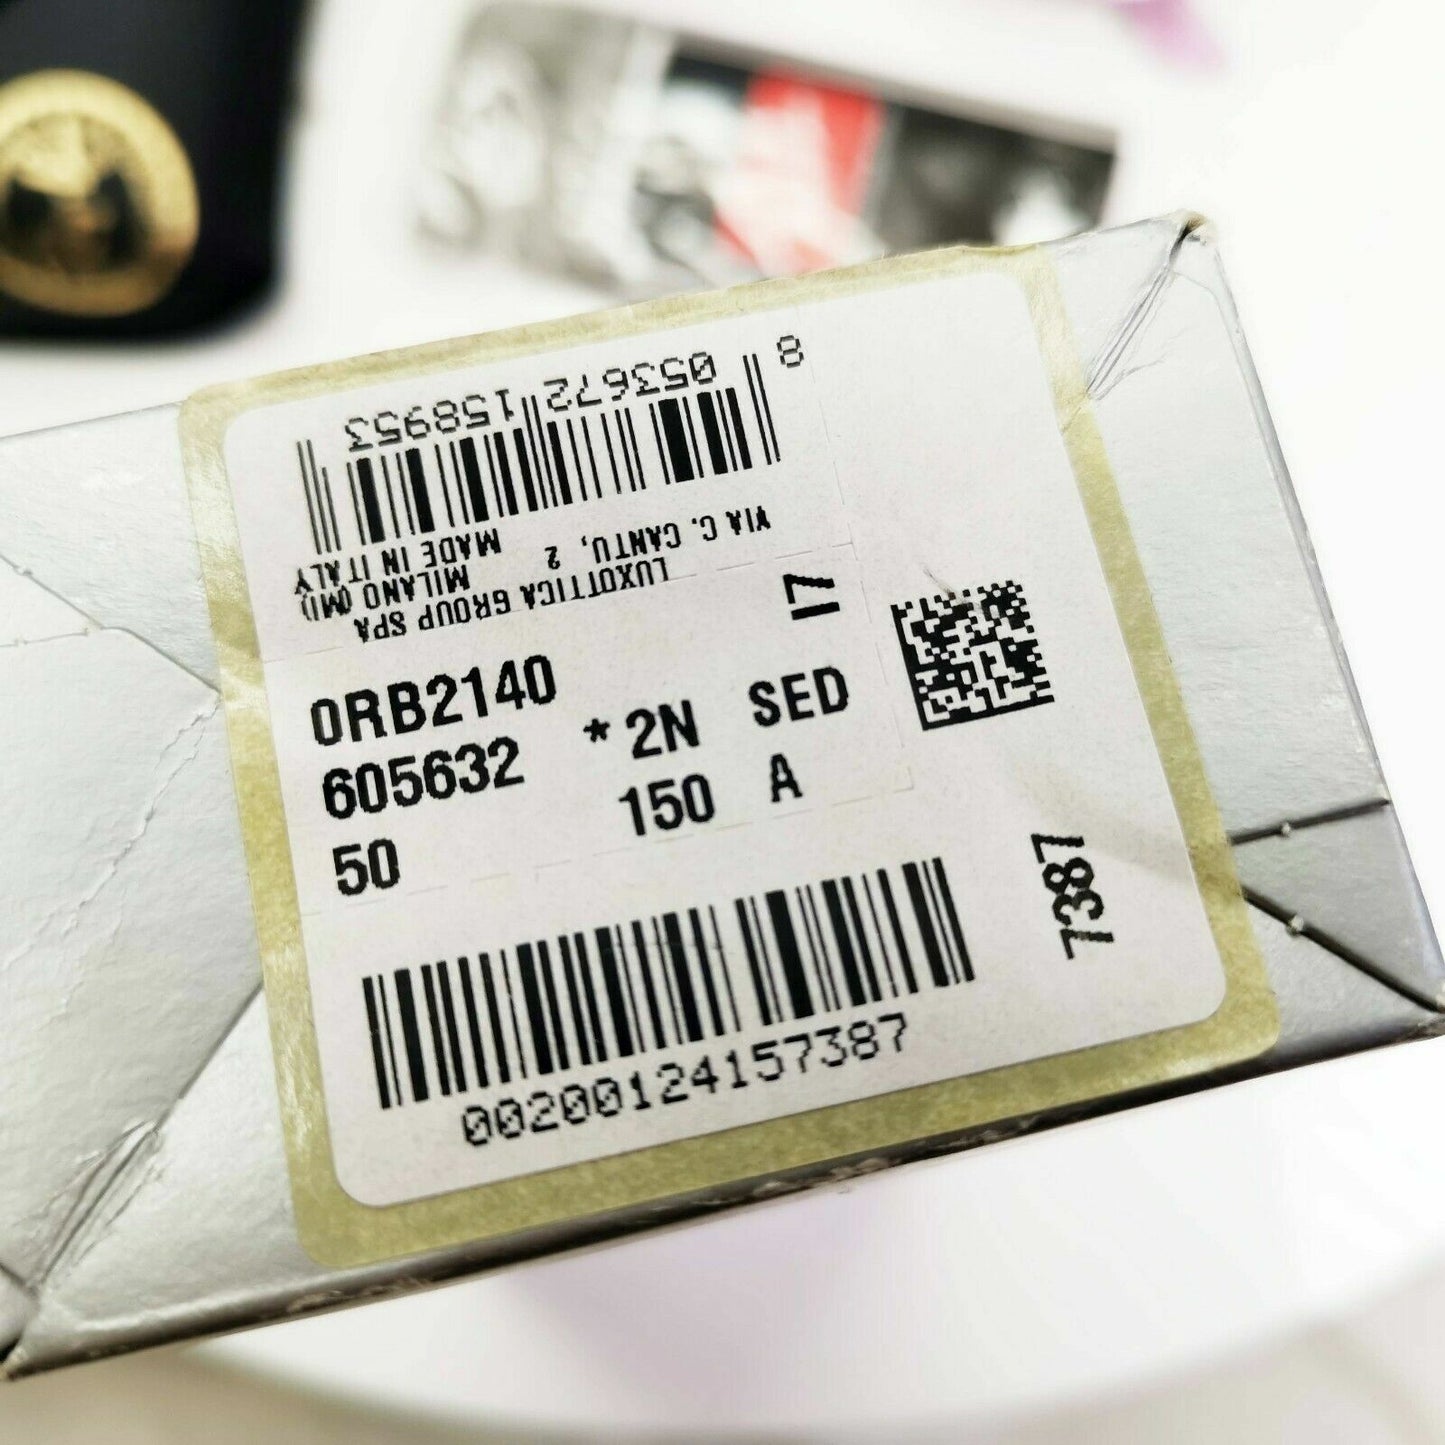 8 053672 158953
VIA C. CANTU, 2 MADE IN ITALY
MILANO (MI)
LUXOTTICA GROUP SPA
17
0RB2140
605632 * 2N SED
50 150 A
7387
00200124157387